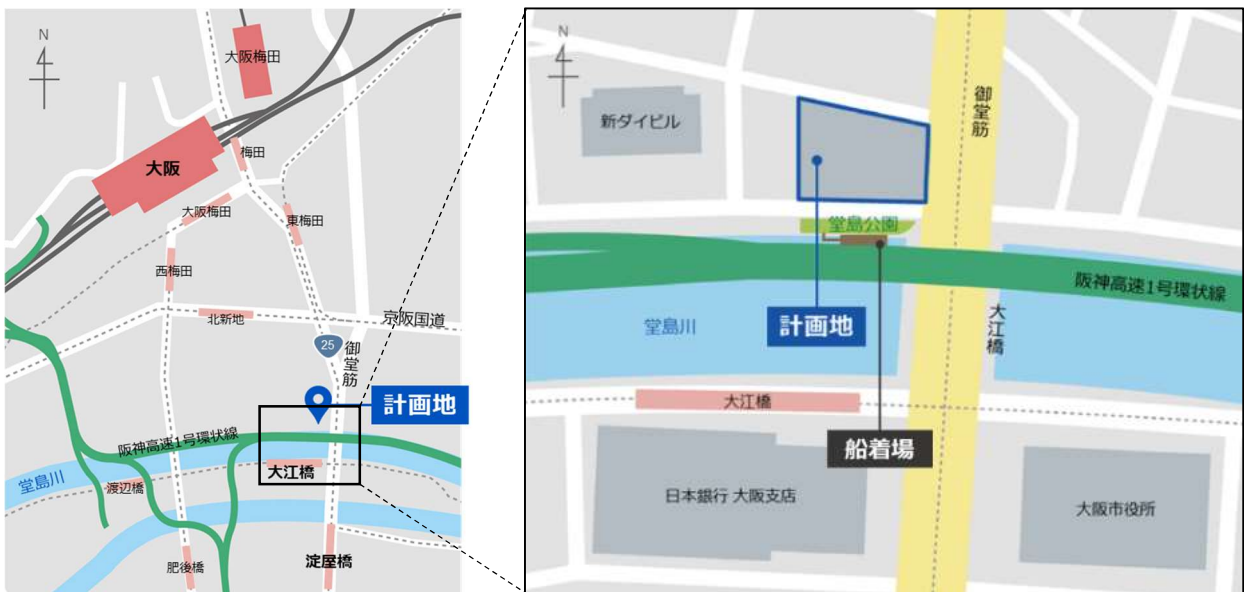 N
大阪梅田
大阪
梅田
大阪梅田
東梅田
西梅田
北新地
京阪国道
25
御堂筋
計画地
阪神高速1号環状線
堂島川
渡辺橋
大江橋
肥後橋
淀屋橋
N
御堂筋
新ダイビル
堂島公園
阪神高速1号環状線
堂島川
計画地
大江橋
大江橋
船着場
日本銀行 大阪支店
大阪市役所